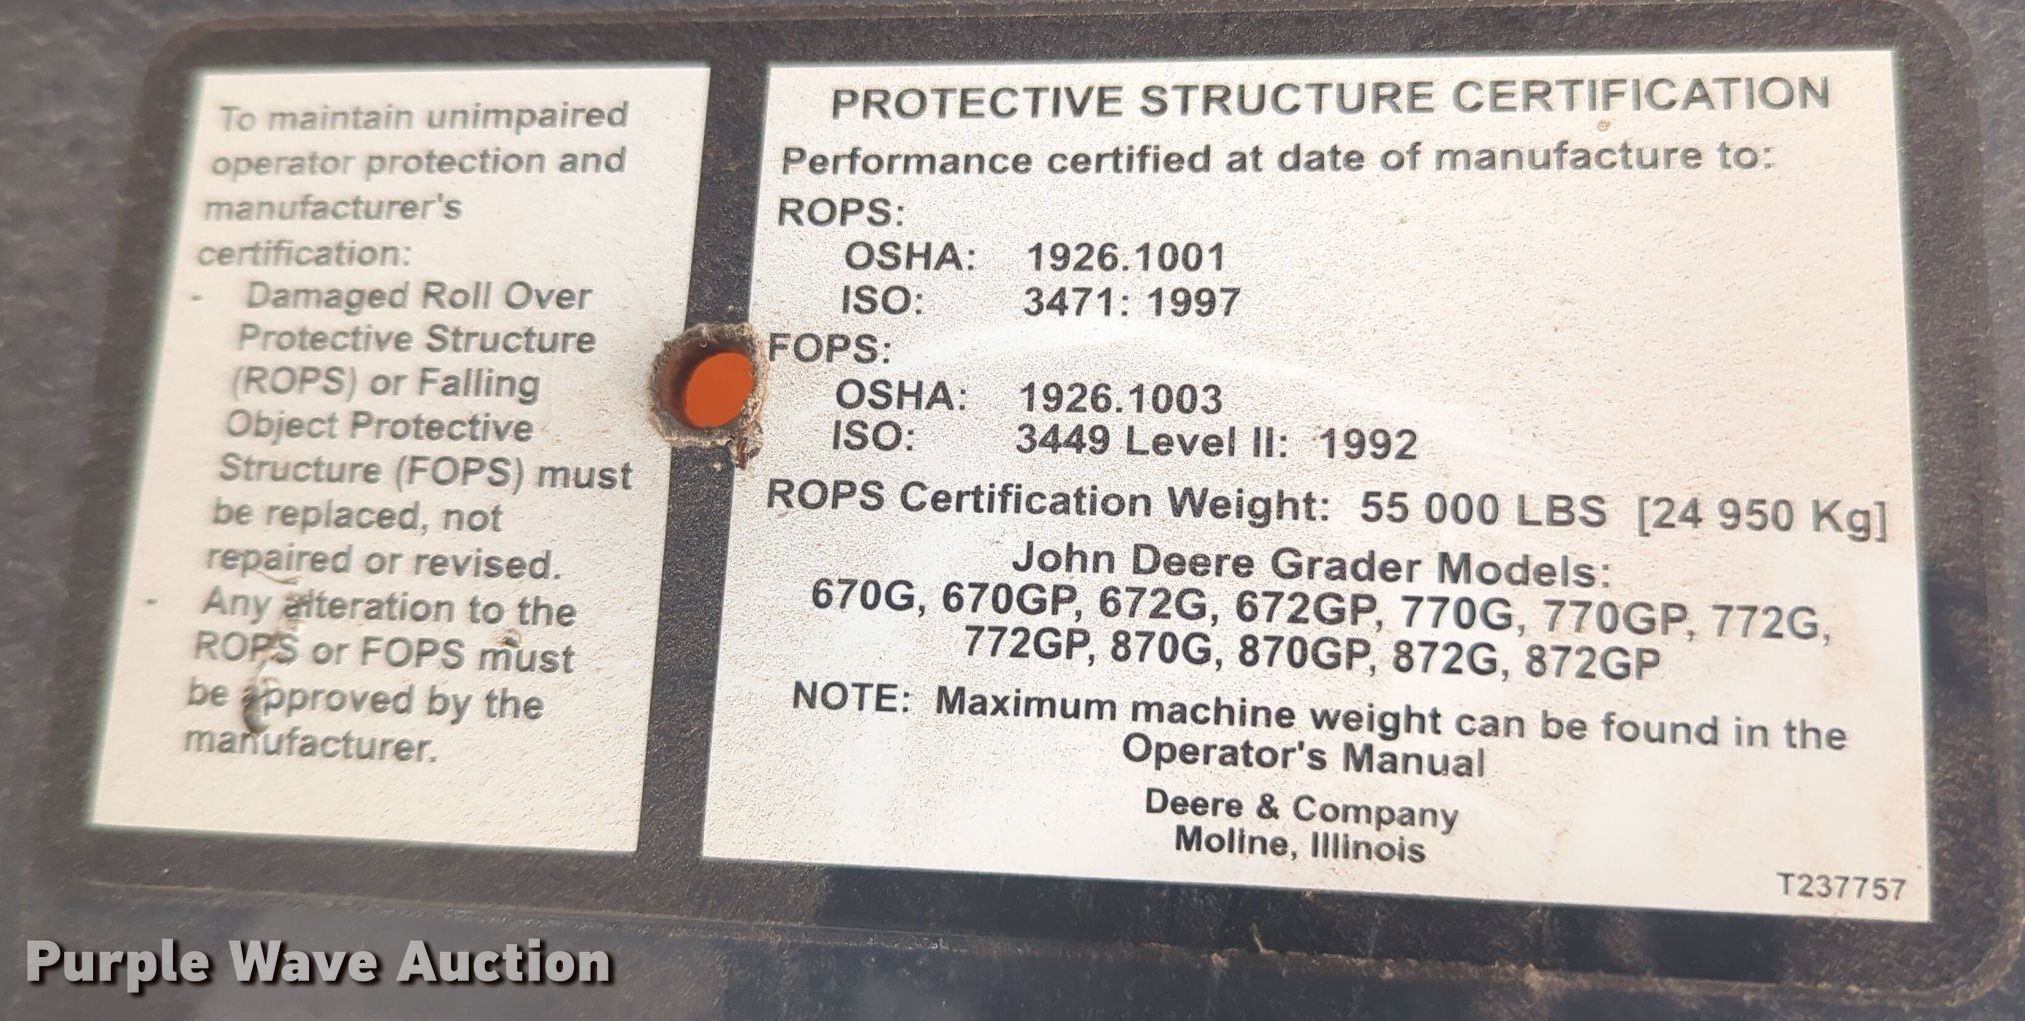 To maintain unimpaired
operator protection and
manufacturer's
certification:
- Damaged Roll Over
Protective Structure
(ROPS) or Falling
Object Protective
Structure (FOPS) must
be replaced, not
repaired or revised.
- Any alteration to the
ROPS or FOPS must
be approved by the
manufacturer.
PROTECTIVE STRUCTURE CERTIFICATION
Performance certified at date of manufacture to:
ROPS:
OSHA: 1926.1001
ISO: 3471: 1997
FOPS:
OSHA: 1926.1003
ISO: 3449 Level II: 1992
ROPS Certification Weight: 55 000 LBS [24 950 Kg]
John Deere Grader Models:
670G, 670GP, 672G, 672GP, 770G, 770GP, 772G,
772GP, 870G, 870GP, 872G, 872GP
NOTE: Maximum machine weight can be found in the
Operator's Manual
Deere & Company
Moline, Illinois
T237757
Purple Wave Auction